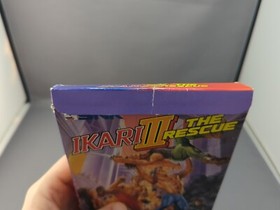 IKARI III THE RESCUE